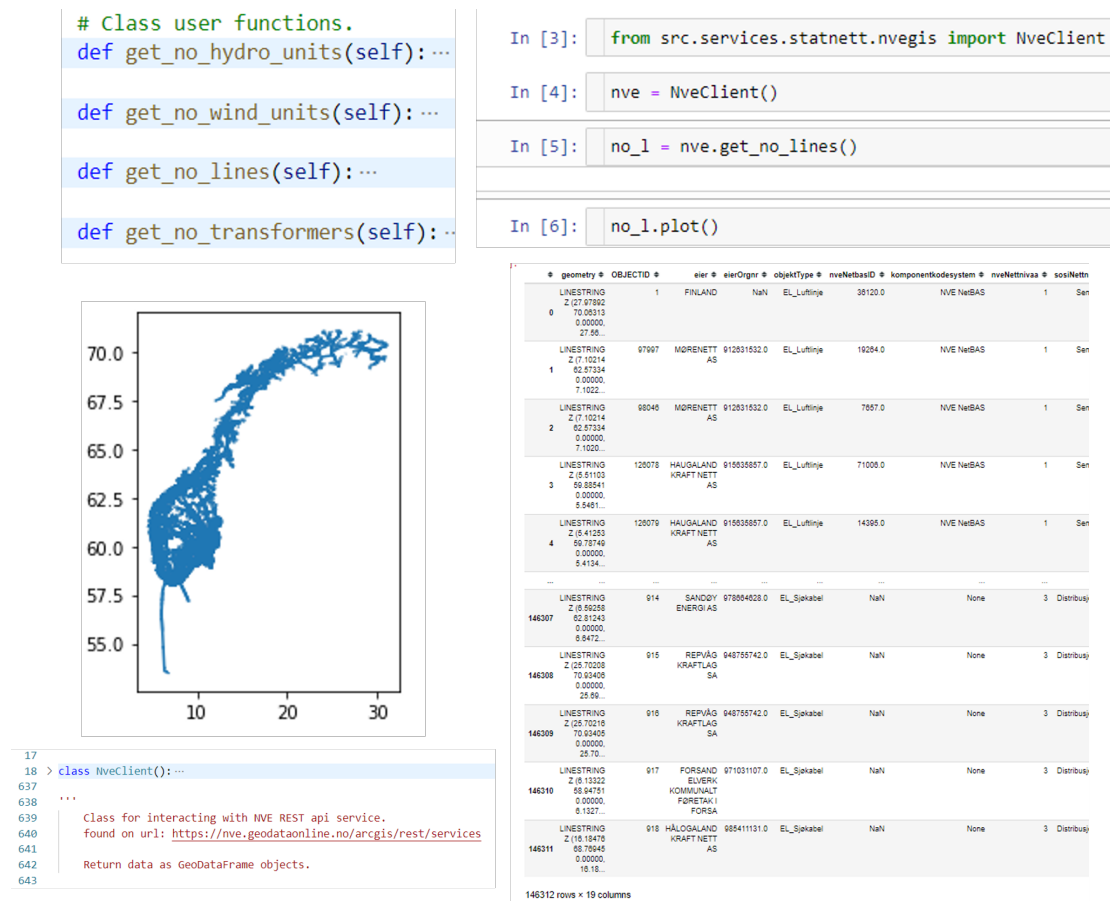 # Class user functions.
def get_no_hydro_units(self):···
def get_no_wind_units(self):···
def get_no_lines(self):···
def get_no_transformers(self):··
In [3]: from src.services.statnett.nvegis import NveClient
In [4]: nve = NveClient()
In [5]: no_l = nve.get_no_lines()
In [6]: no_l.plot()
70.0
67.5
65.0
62.5
60.0
57.5
55.0
10 20 30
geometry OBJECTID eier eierOrgnr objektType nveNetbasID komponentkodesystem nveNettnivaa sosiNettn
LINESTRING 1 FINLAND NaN EL_Luftlinje 36120.0 NVE NetBAS 1 Sen
Z (27.97892
70.06313
0 0.00000,
27.56...
LINESTRING 97997 MØRENETT 912631532.0 EL_Luftlinje 19264.0 NVE NetBAS 1 Sen
Z (7.10214 AS
62.57334
1 0.00000,
7.1022...
LINESTRING 98046 MØRENETT 912631532.0 EL_Luftlinje 7657.0 NVE NetBAS 1 Sen
Z (7.10214 AS
62.57334
2 0.00000,
7.1020...
LINESTRING 126078 HAUGALAND 915635857.0 EL_Luftlinje 71006.0 NVE NetBAS 1 Sen
Z (5.51103 KRAFT NETT
59.88541 AS
3 0.00000,
5.5461...
LINESTRING 126079 HAUGALAND 915635857.0 EL_Luftlinje 14395.0 NVE NetBAS 1 Sen
Z (5.41253 KRAFT NETT
59.78749 AS
4 0.00000,
5.4134...
... ... ... ... ... ... ... ... ...
LINESTRING 914 SANDØY 978664628.0 EL_Sjøkabel NaN None 3 Distribusj
Z (6.59258 ENERGI AS
146307 62.81243
0.00000,
6.6472...
LINESTRING 915 REPVÅG 948755742.0 EL_Sjøkabel NaN None 3 Distribusj
Z (25.70208 KRAFTLAG
146308 70.93406 SA
0.00000,
25.69...
LINESTRING 916 REPVÅG 948755742.0 EL_Sjøkabel NaN None 3 Distribusj
Z (25.70216 KRAFTLAG
146309 70.93405 SA
0.00000,
25.70...
LINESTRING 917 FORSAND 971031107.0 EL_Sjøkabel NaN None 3 Distribusj
Z (6.13322 ELVERK
146310 58.94751 KOMMUNALT
0.00000, FØRETAK I
6.1327... FORSA
LINESTRING 918 HÅLOGALAND 985411131.0 EL_Sjøkabel NaN None 3 Distribusj
Z (16.18476 KRAFT NETT
146311 68.76945 AS
0.00000,
16.18...
146312 rows × 19 columns
17
18 > class NveClient():···
637
638 '''
639 Class for interacting with NVE REST api service.
640 found on url: https://nve.geodataonline.no/arcgis/rest/services
641
642 Return data as GeoDataFrame objects.
643